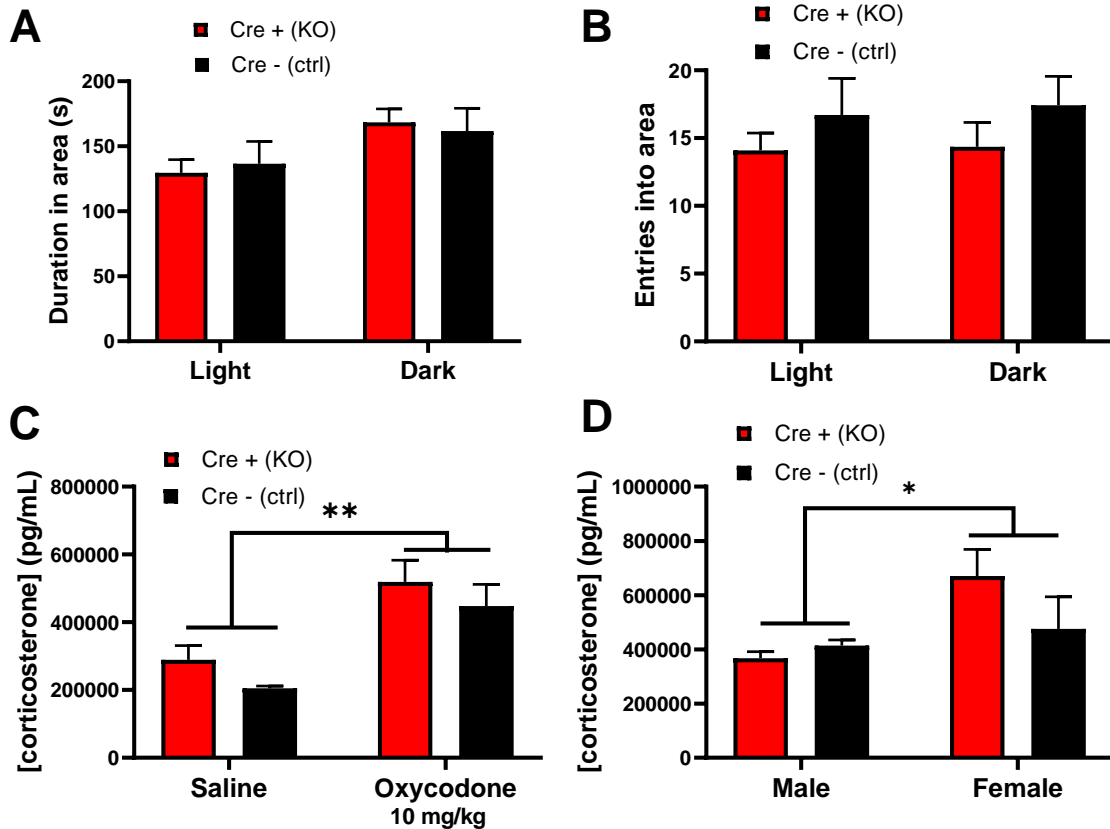 A
Cre + (KO)
Cre - (ctrl)
Duration in area (s)
200
150
100
50
0
Light
Dark
B
Cre + (KO)
Cre - (ctrl)
Entries into area
20
15
10
5
0
Light
Dark
C
Cre + (KO)
Cre - (ctrl)
[corticosterone] (pg/mL)
800000
600000
400000
200000
0
**
Saline
Oxycodone
10 mg/kg
D
Cre + (KO)
Cre - (ctrl)
[corticosterone] (pg/mL)
1000000
800000
600000
400000
200000
0
*
Male
Female